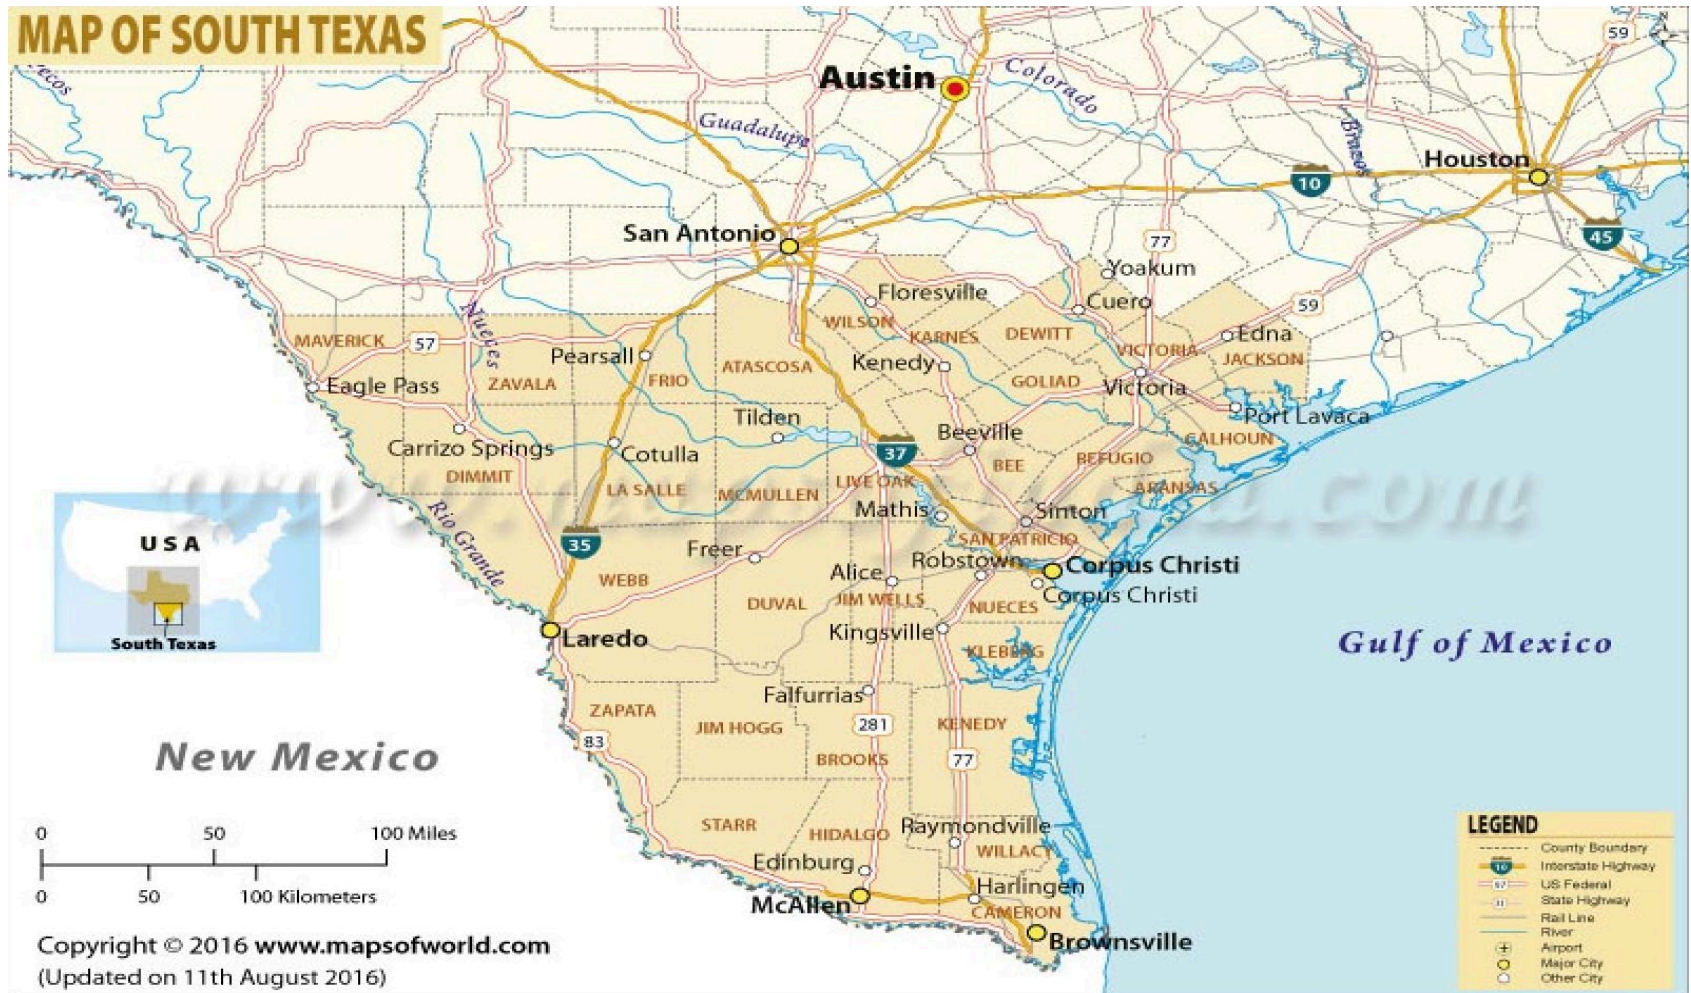 MAP OF SOUTH TEXAS
59
Austin
Colorado
Guadalupe
Brazos
Houston
10
San Antonio
45
77
Yoakum
Floresville
Cuero
59
Nueces
WILSON
KARNES
DEWITT
Edna
MAVERICK
57
VICTORIA
JACKSON
Pearsall
ATASCOSA
Kenedy
Eagle Pass
ZAVALA
FRIO
GOLIAD
Victoria
Tilden
Port Lavaca
Carrizo Springs
Cotulla
Beeville
CALHOUN
37
BEE
REFUGIO
DIMMIT
LA SALLE
MCMULLEN
LIVE OAK
ARANSAS
Mathis
Sinton
Rio Grande
USA
35
Freer
SAN PATRICIO
Robstown
Corpus Christi
WEBB
Alice
Corpus Christi
DUVAL
JIM WELLS
NUECES
South Texas
Laredo
Kingsville
KLEBERG
Gulf of Mexico
Falfurrias
ZAPATA
JIM HOGG
281
KENEDY
83
New Mexico
BROOKS
77
STARR
HIDALGO
Raymondville
WILLACY
Edinburg
Harlingen
McAllen
CAMERON
Brownsville
0 50 100 Miles
0 50 100 Kilometers
Copyright © 2016 www.mapsofworld.com
(Updated on 11th August 2016)
LEGEND
County Boundary
10 Interstate Highway
57 US Federal
State Highway
Rail Line
River
Airport
Major City
Other City